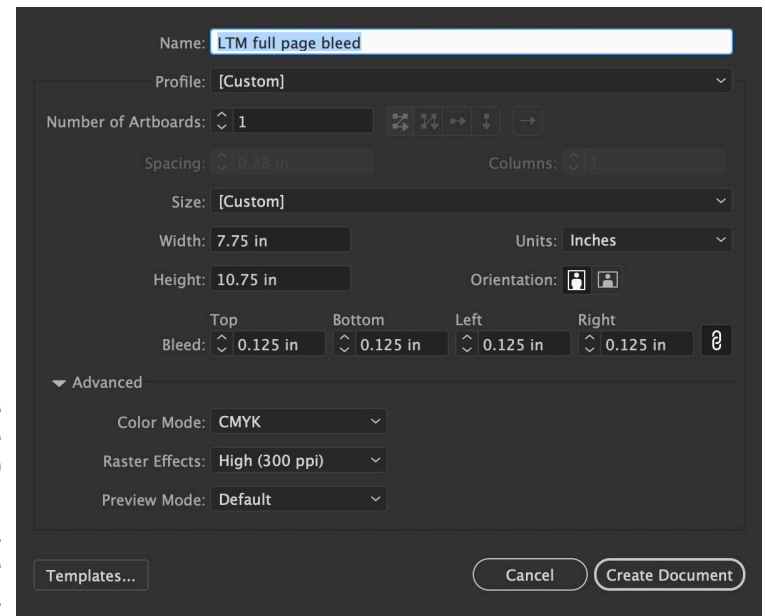 Name: LTM full page bleed
Profile: [Custom]
Number of Artboards: 1
Spacing: 0.28 in Columns: 1
Size: [Custom]
Width: 7.75 in Units: Inches
Height: 10.75 in Orientation:
Top Bottom Left Right
Bleed: 0.125 in 0.125 in 0.125 in 0.125 in
Advanced
Color Mode: CMYK
Raster Effects: High (300 ppi)
Preview Mode: Default
Templates... Cancel Create Document